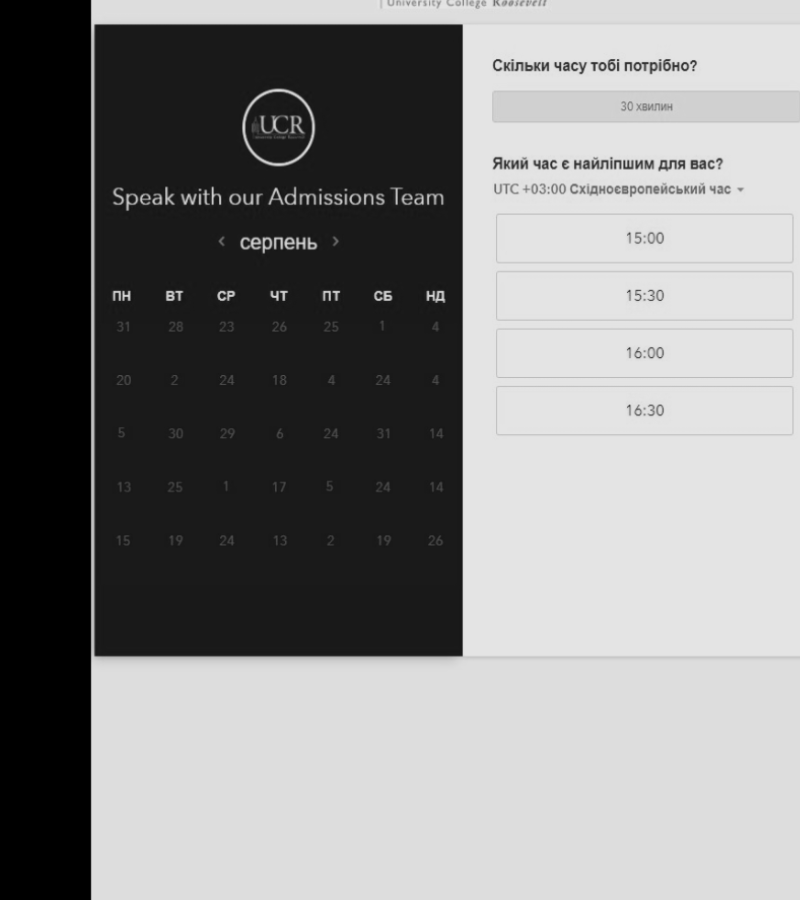 University College Roosevelt
UCR
Speak with our Admissions Team
‹ серпень ›
ПН ВТ СР ЧТ ПТ СБ НД
31 28 23 26 25 1 4
20 2 24 18 4 24 4
5 30 29 6 24 31 14
13 25 1 17 5 24 14
15 19 24 13 2 19 26
Скільки часу тобі потрібно?
30 хвилин
Який час є найліпшим для вас?
UTC +03:00 Східноєвропейський час
15:00
15:30
16:00
16:30